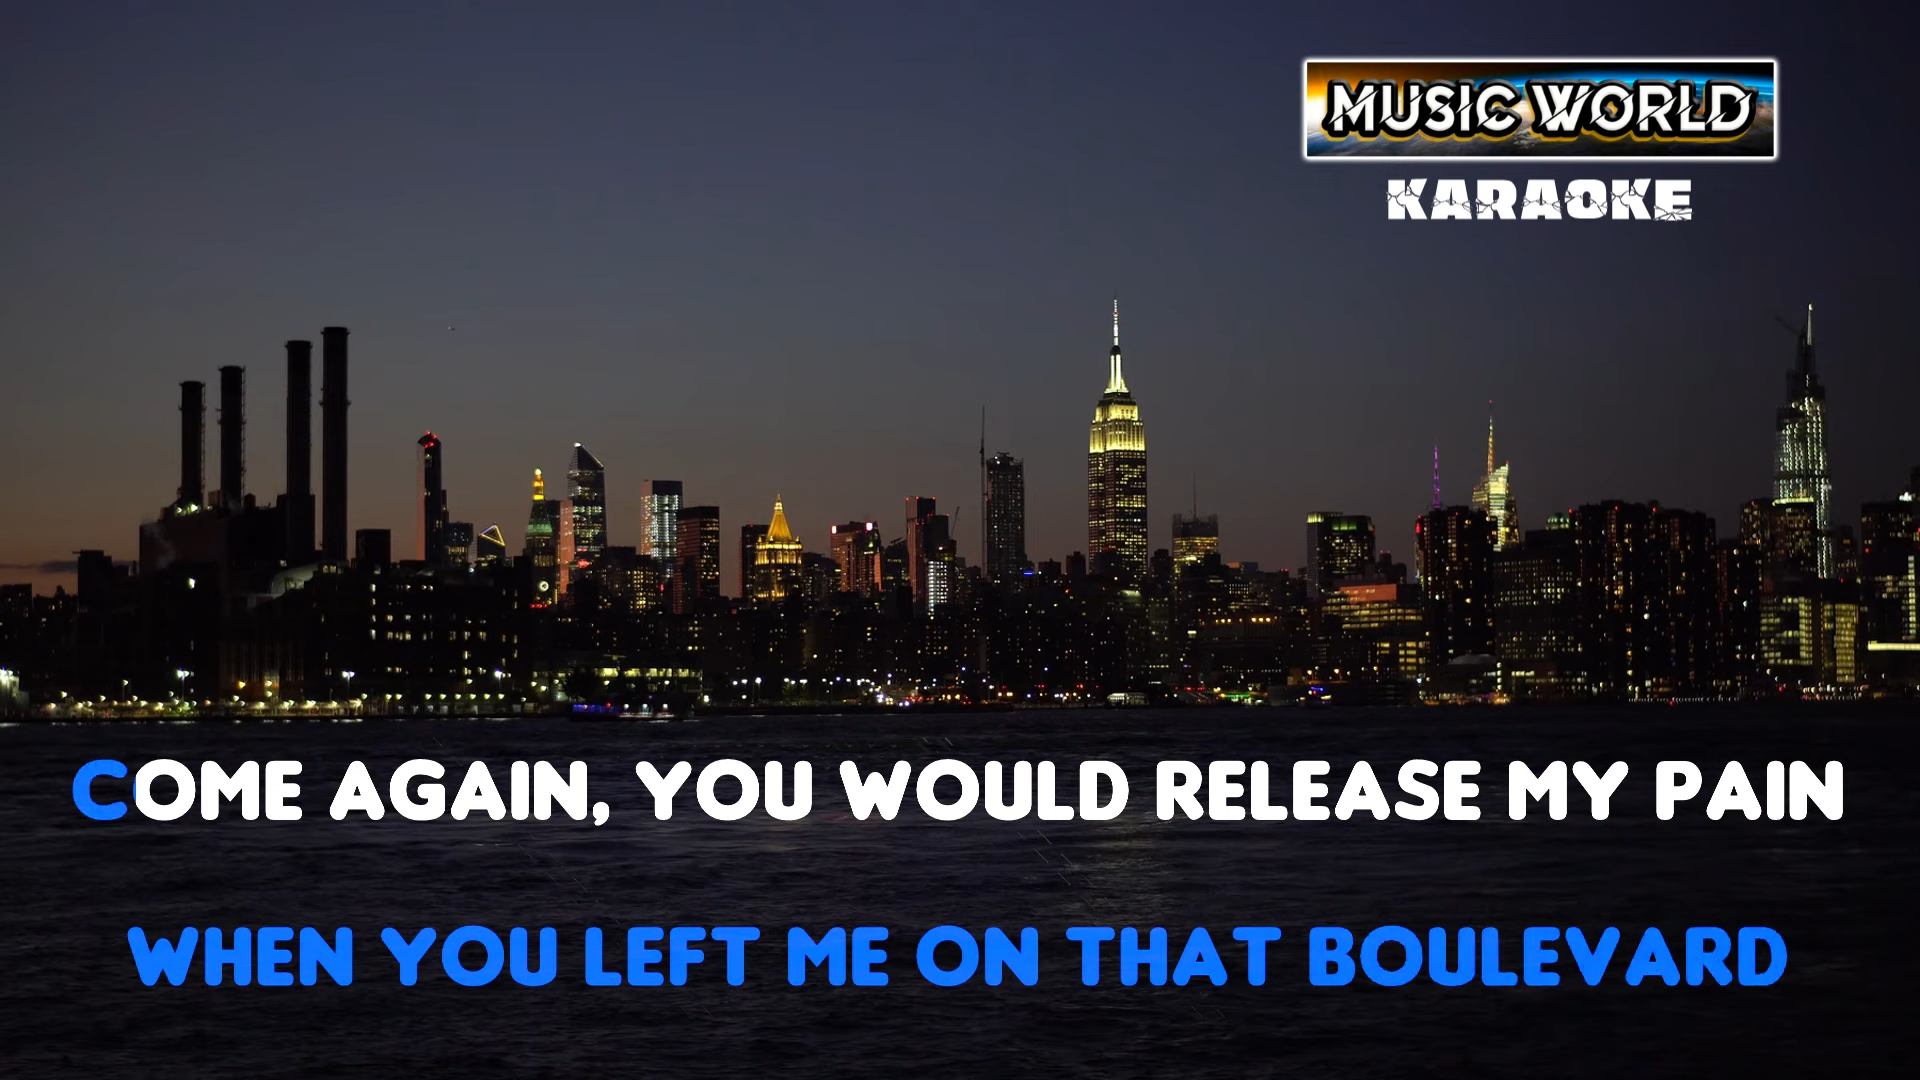 MUSIC WORLD
KARAOKE
COME AGAIN, YOU WOULD RELEASE MY PAIN
WHEN YOU LEFT ME ON THAT BOULEVARD